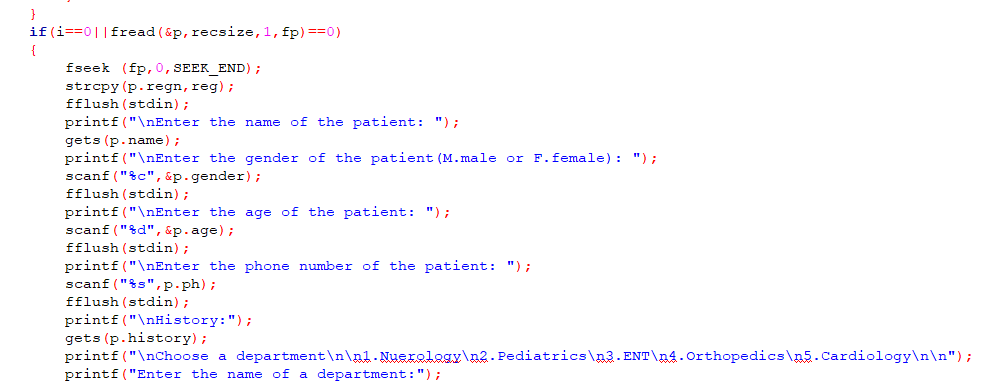 }
if(i==0||fread(&p,recsize,1,fp)==0)
{
fseek (fp,0,SEEK_END);
strcpy(p.regn,reg);
fflush(stdin);
printf("\nEnter the name of the patient: ");
gets(p.name);
printf("\nEnter the gender of the patient(M.male or F.female): ");
scanf("%c",&p.gender);
fflush(stdin);
printf("\nEnter the age of the patient: ");
scanf("%d",&p.age);
fflush(stdin);
printf("\nEnter the phone number of the patient: ");
scanf("%s",p.ph);
fflush(stdin);
printf("\nHistory:");
gets(p.history);
printf("\nChoose a department\n\n1.Nuerology\n2.Pediatrics\n3.ENT\n4.Orthopedics\n5.Cardiology\n\n");
printf("Enter the name of a department:");